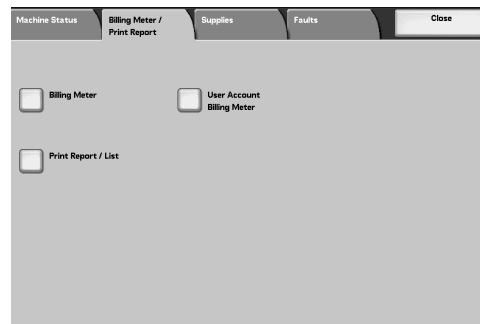 Machine Status
Billing Meter /
Print Report
Supplies
Faults
Close
Billing Meter
User Account
Billing Meter
Print Report / List